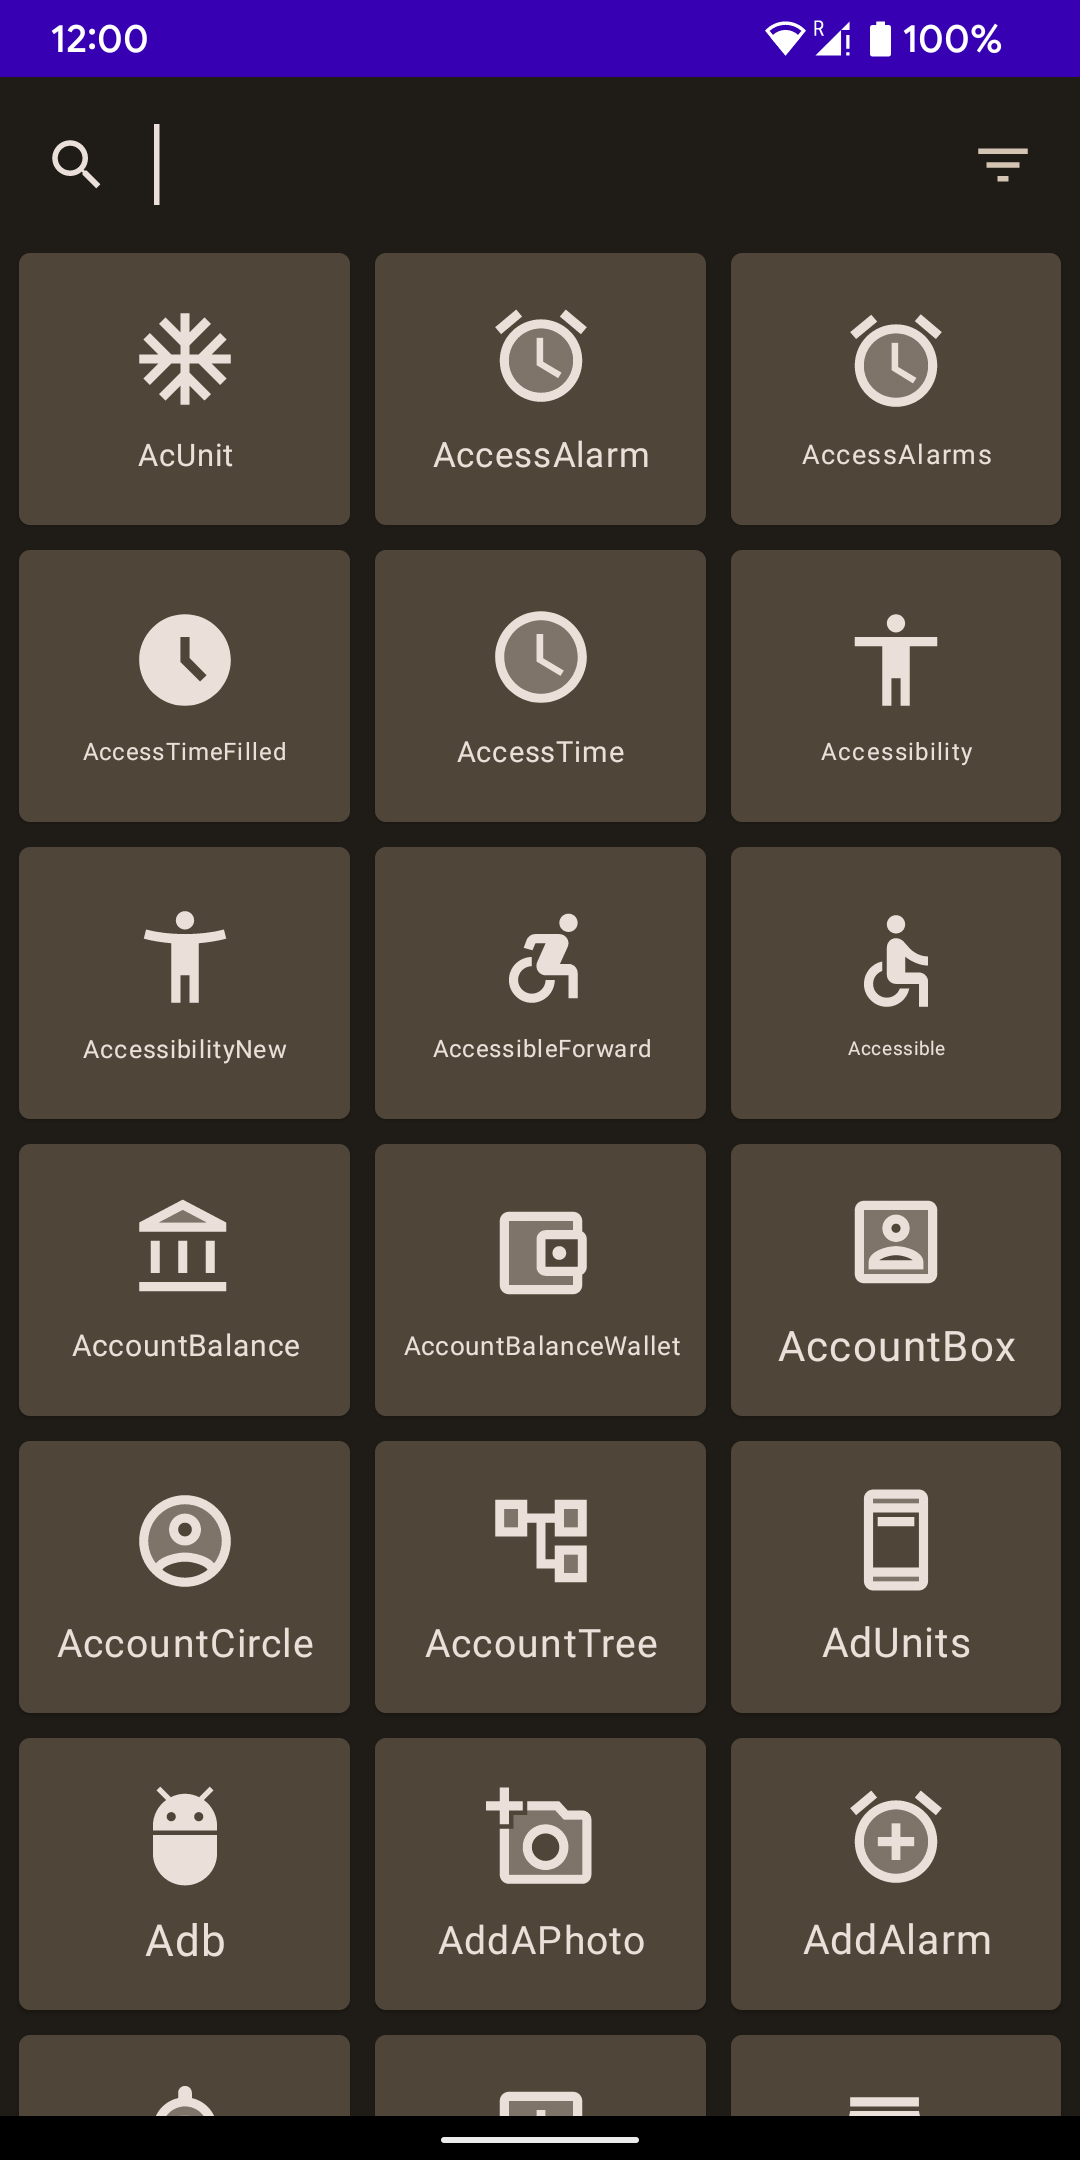 12:00 R 100%
AcUnit AccessAlarm AccessAlarms
AccessTimeFilled AccessTime Accessibility
AccessibilityNew AccessibleForward Accessible
AccountBalance AccountBalanceWallet AccountBox
AccountCircle AccountTree AdUnits
Adb AddAPhoto AddAlarm